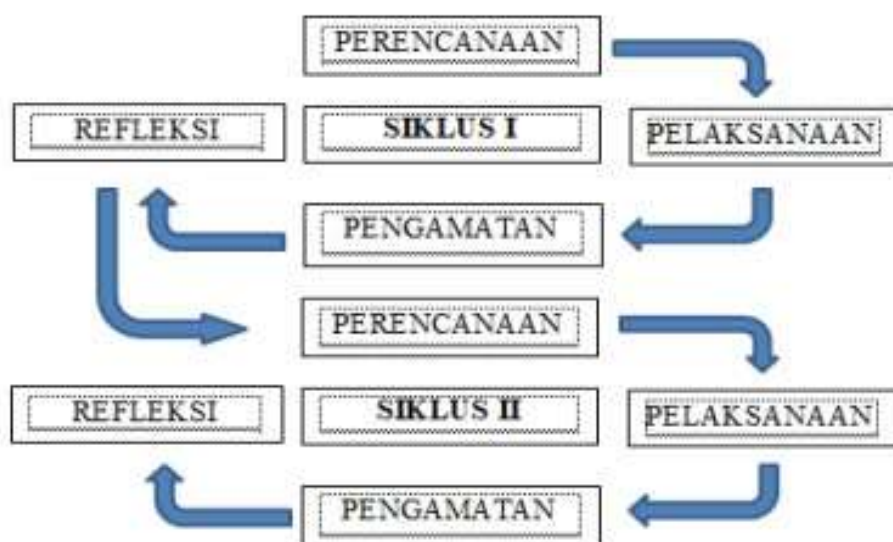 PERENCANAAN
REFLEKSI
SIKLUS I
PELAKSANAAN
PENGAMATAN
PERENCANAAN
REFLEKSI
SIKLUS II
PELAKSANAAN
PENGAMATAN